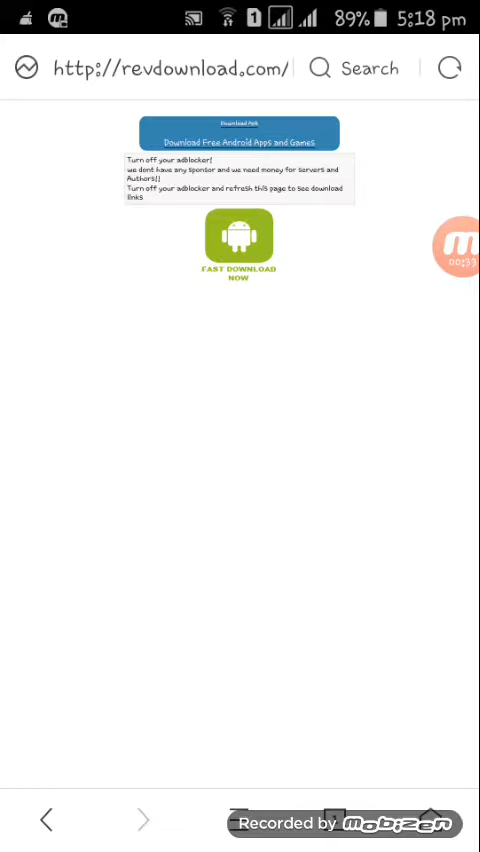 1
89%
5:18 pm
http://revdownload.com/
Search
Download Apk
Download Free Android Apps and Games
Turn off your adblocker!
we dont have any sponsor and we need money for servers and
Authors!!
Turn off your adblocker and refresh this page to see download
links
FAST DOWNLOAD
NOW
00:33
Recorded by mobizen